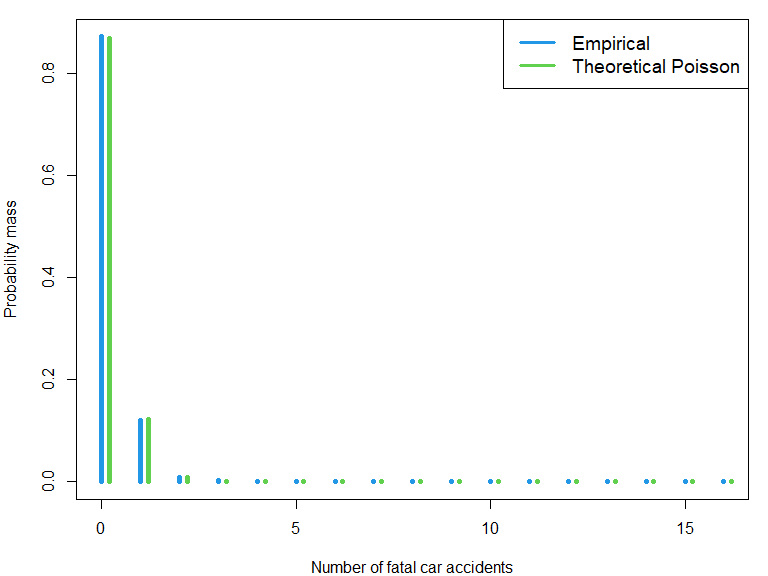 Empirical
Theoretical Poisson
Probability mass
0.0
0.2
0.4
0.6
0.8
0
5
10
15
Number of fatal car accidents